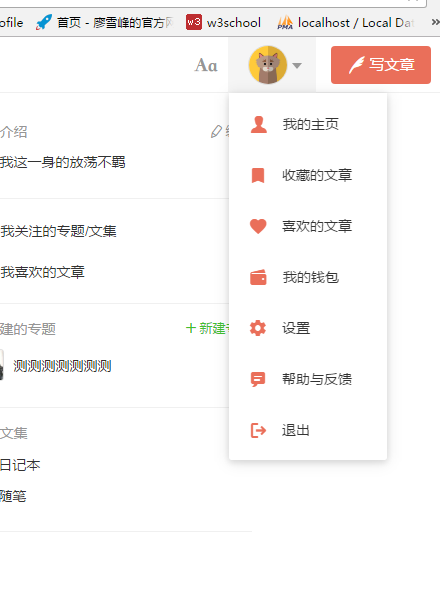 ofile 首页 - 廖雪峰的官方网 w3 w3school PMA localhost / Local Dat »
Aa 写文章
介绍
我这一身的放荡不羁
我关注的专题/文集
我喜欢的文章
建的专题 + 新建
测测测测测测测
文集
日记本
随笔
我的主页
收藏的文章
喜欢的文章
我的钱包
设置
帮助与反馈
退出